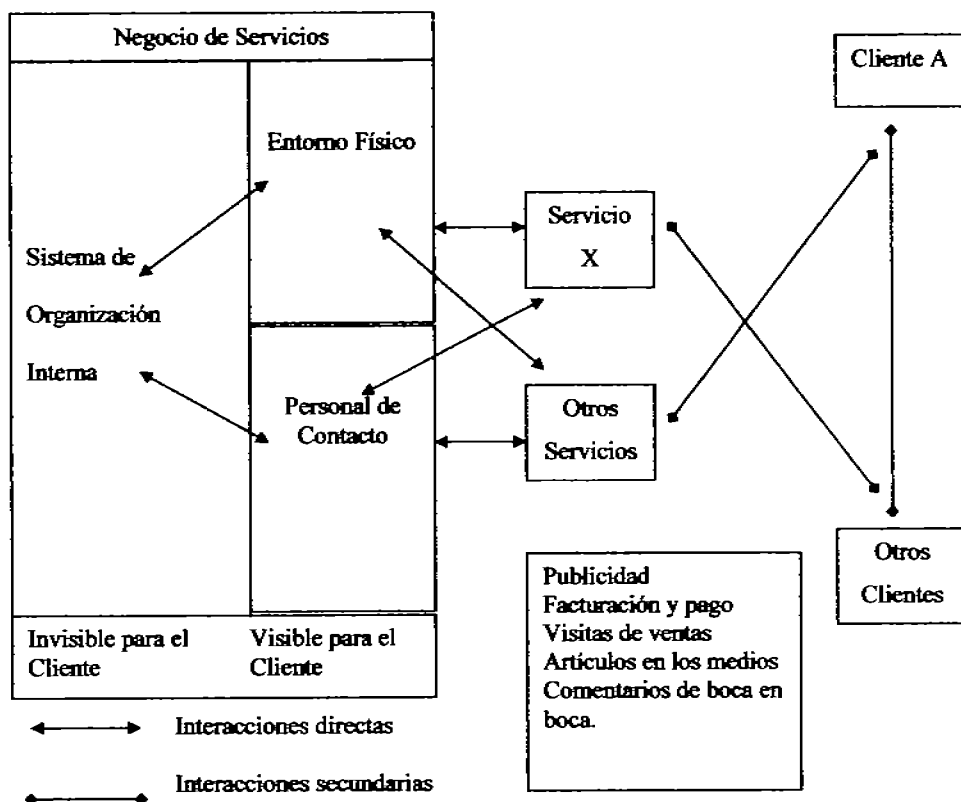 Negocio de Servicios
Cliente A
Entorno Físico
Servicio
X
Sistema de
Organización
Interna
Personal de
Contacto
Otros
Servicios
Otros
Clientes
Publicidad
Facturación y pago
Visitas de ventas
Artículos en los medios
Comentarios de boca en
boca.
Invisible para el
Cliente
Visible para el
Cliente
Interacciones directas
Interacciones secundarias